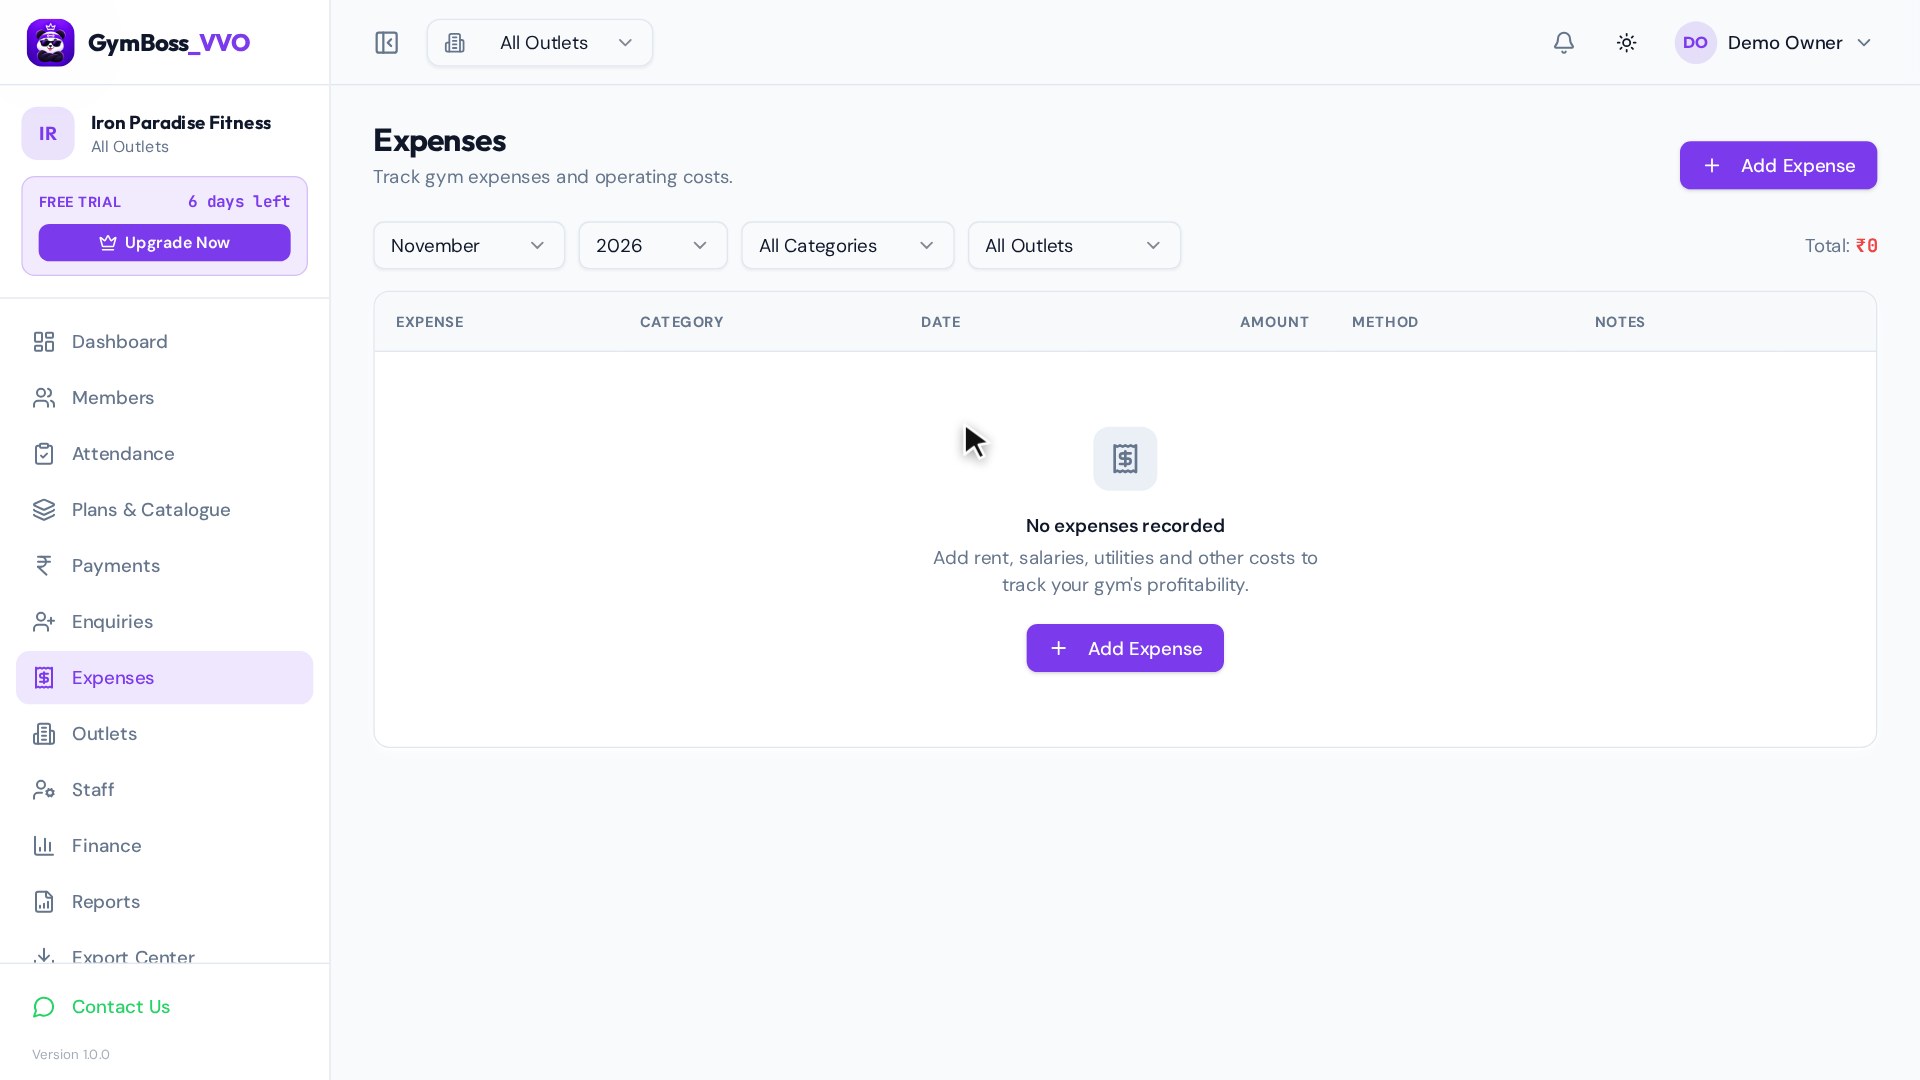 GymBoss_VVO
All Outlets
DO
Demo Owner
IR
Iron Paradise Fitness
All Outlets
FREE TRIAL
6 days left
Upgrade Now
Dashboard
Members
Attendance
Plans & Catalogue
Payments
Enquiries
Expenses
Outlets
Staff
Finance
Reports
Export Center
Contact Us
Version 1.0.0
Expenses
Track gym expenses and operating costs.
Add Expense
November
2026
All Categories
All Outlets
Total: ₹0
EXPENSE
CATEGORY
DATE
AMOUNT
METHOD
NOTES
No expenses recorded
Add rent, salaries, utilities and other costs to
track your gym's profitability.
Add Expense